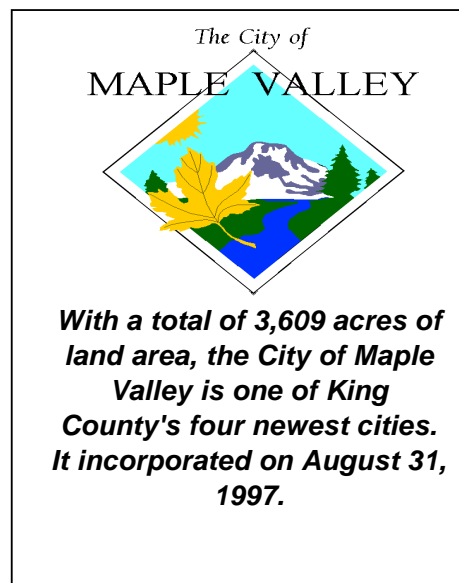 The City of
MAPLE VALLEY
With a total of 3,609 acres of
land area, the City of Maple
Valley is one of King
County's four newest cities.
It incorporated on August 31,
1997.